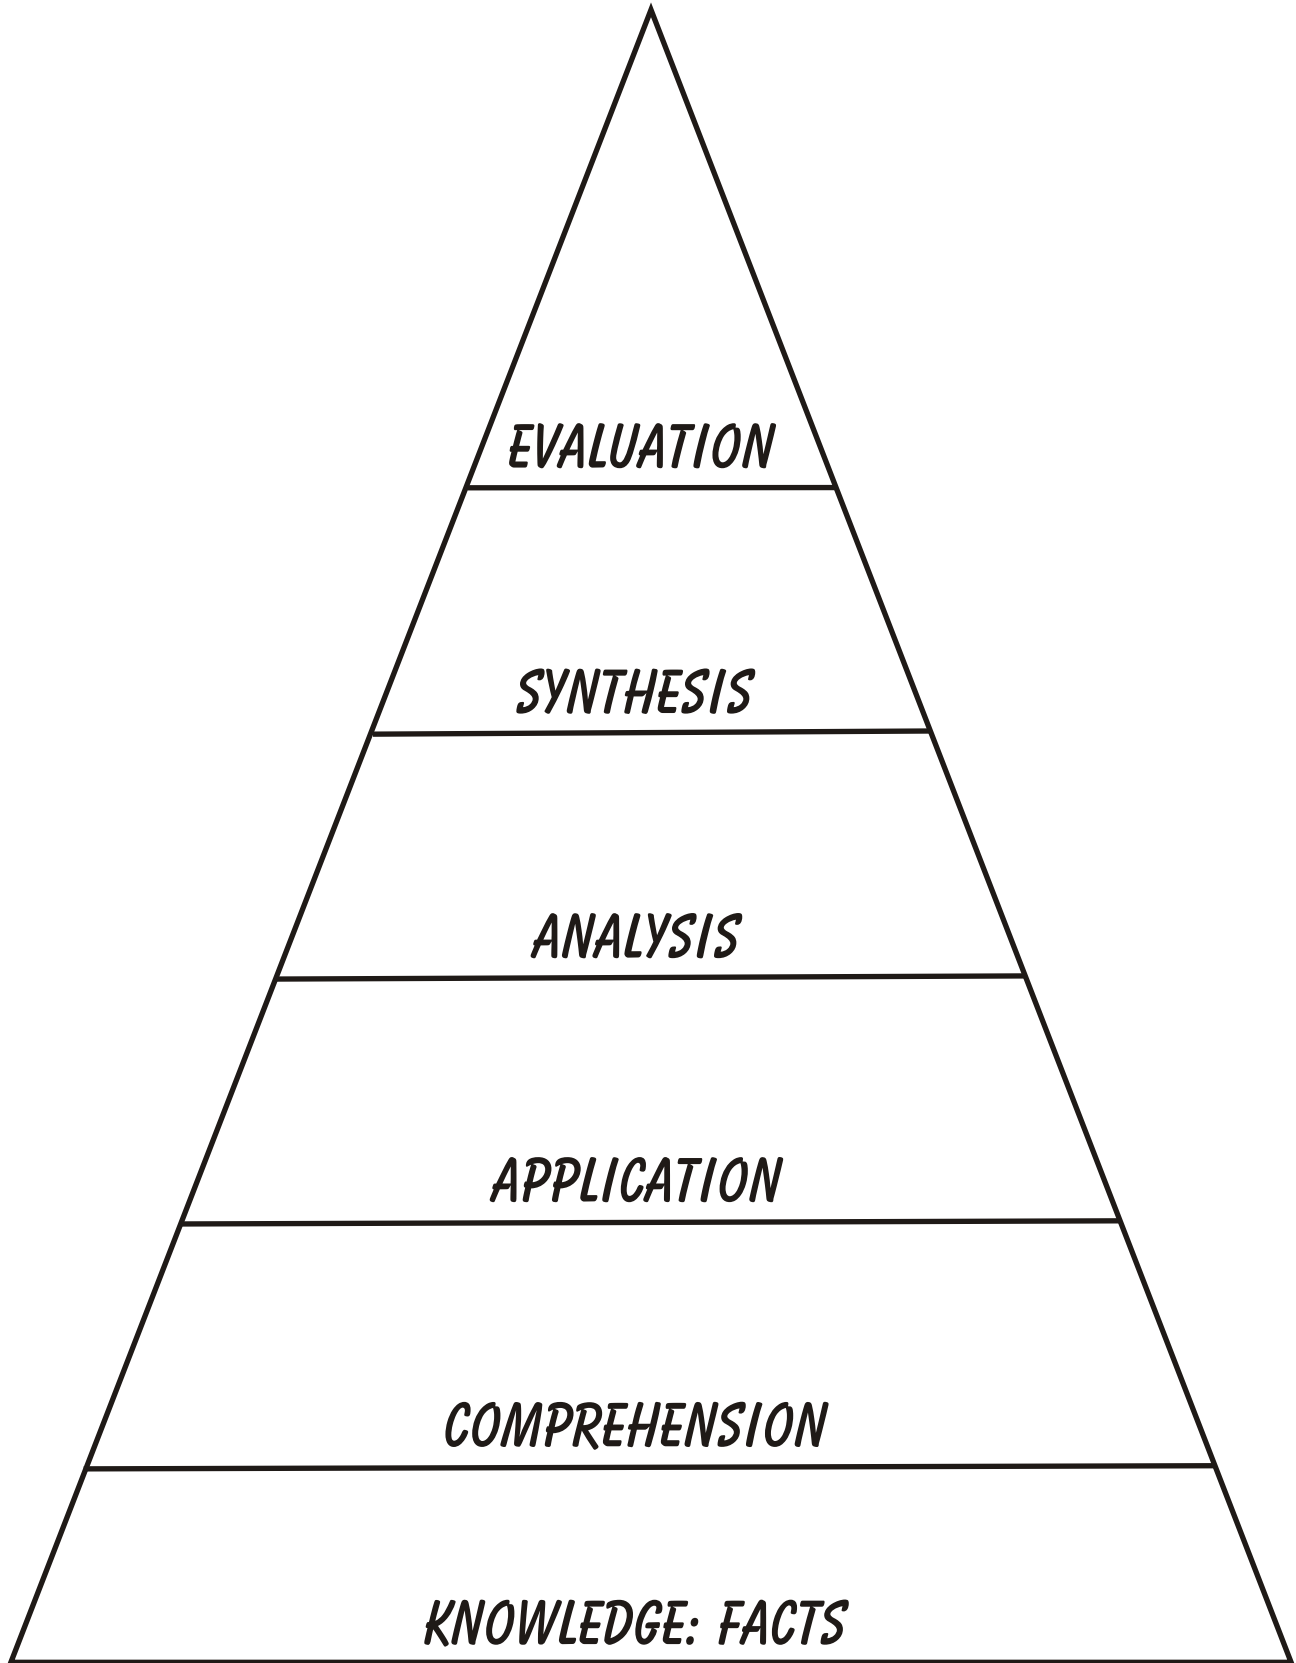 EVALUATION
SYNTHESIS
ANALYSIS
APPLICATION
COMPREHENSION
KNOWLEDGE: FACTS